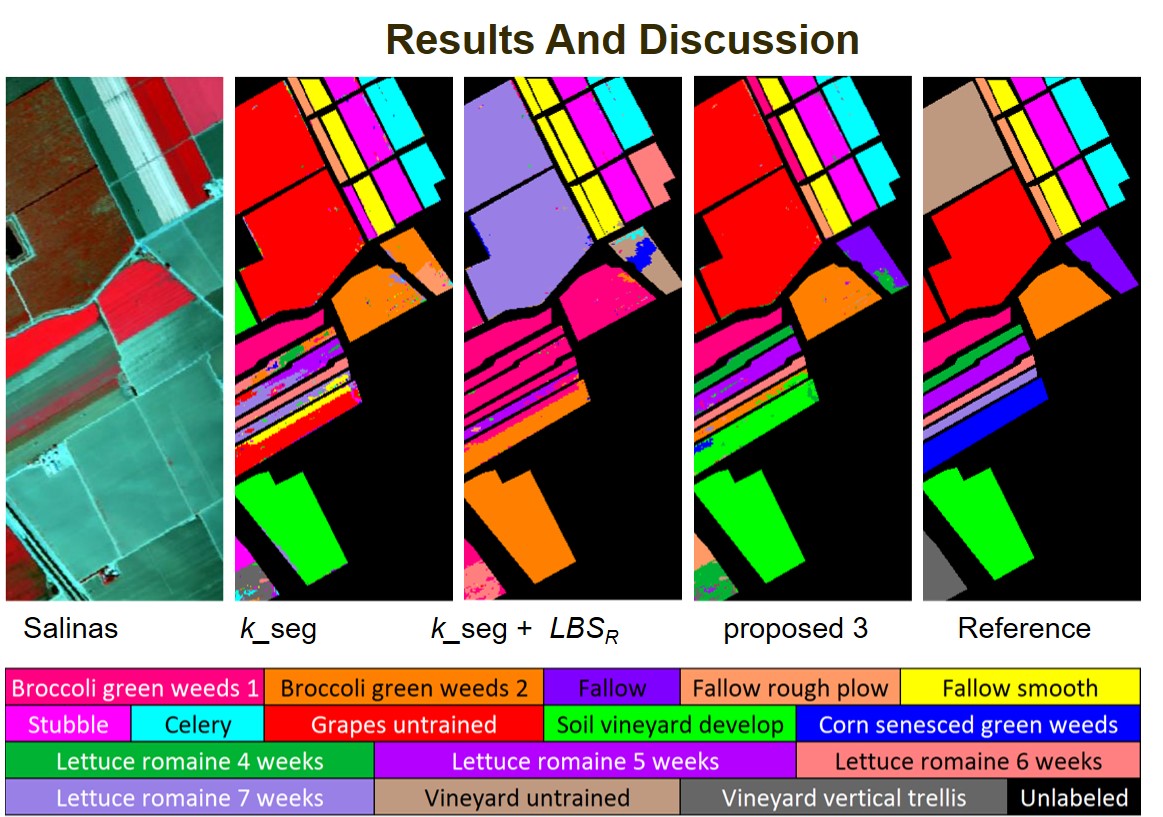 Results And Discussion
Salinas k_seg k_seg + LBS_R proposed 3 Reference
Broccoli green weeds 1 Broccoli green weeds 2 Fallow Fallow rough plow Fallow smooth
Stubble Celery Grapes untrained Soil vineyard develop Corn senesced green weeds
Lettuce romaine 4 weeks Lettuce romaine 5 weeks Lettuce romaine 6 weeks
Lettuce romaine 7 weeks Vineyard untrained Vineyard vertical trellis Unlabeled